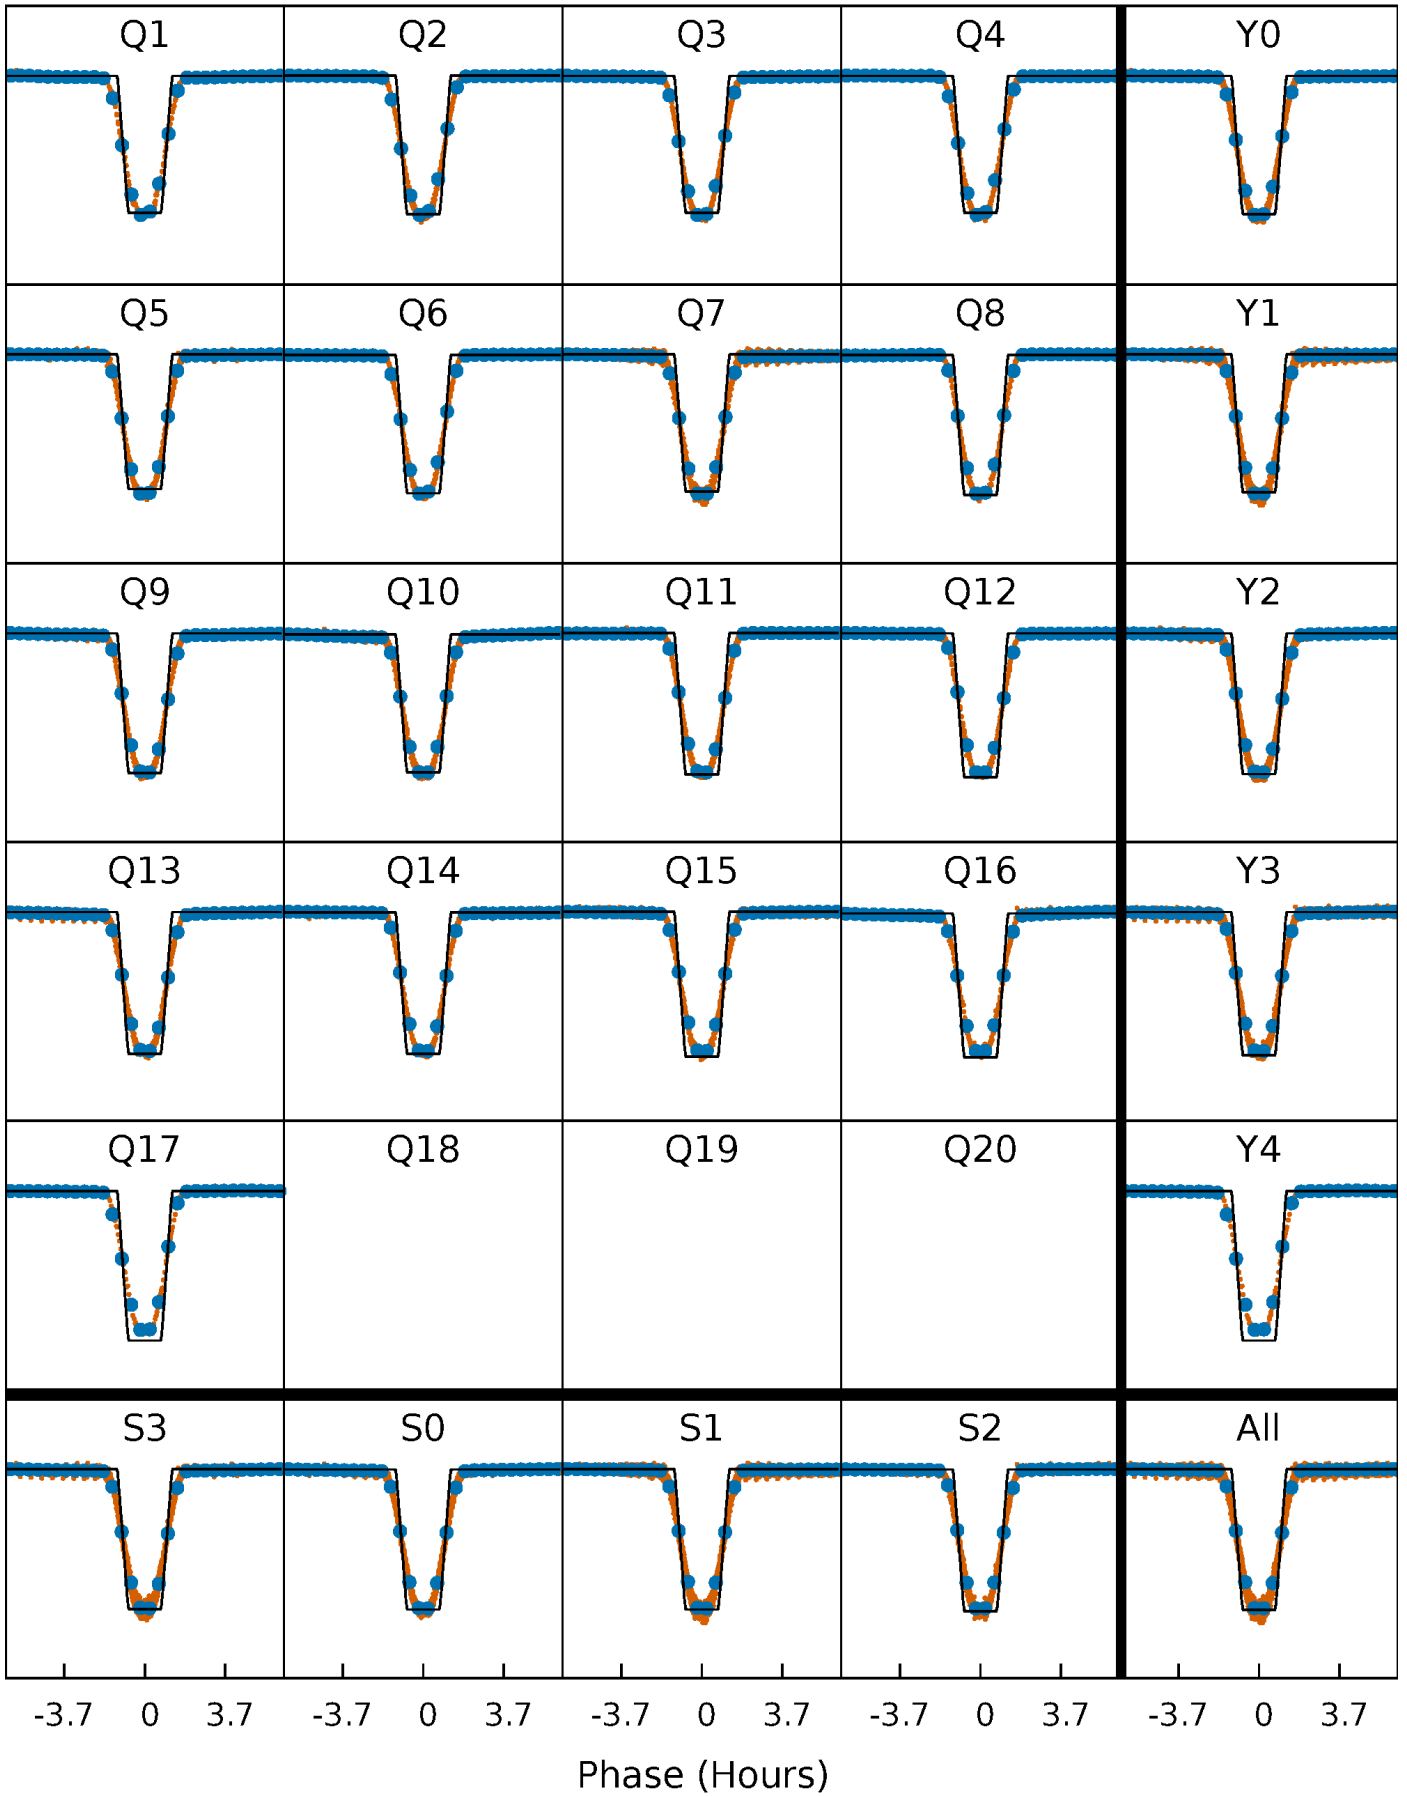 Q1 Q2 Q3 Q4 Y0
Q5 Q6 Q7 Q8 Y1
Q9 Q10 Q11 Q12 Y2
Q13 Q14 Q15 Q16 Y3
Q17 Q18 Q19 Q20 Y4
S3 S0 S1 S2 All
-3.7 0 3.7 -3.7 0 3.7 -3.7 0 3.7 -3.7 0 3.7 -3.7 0 3.7
Phase (Hours)